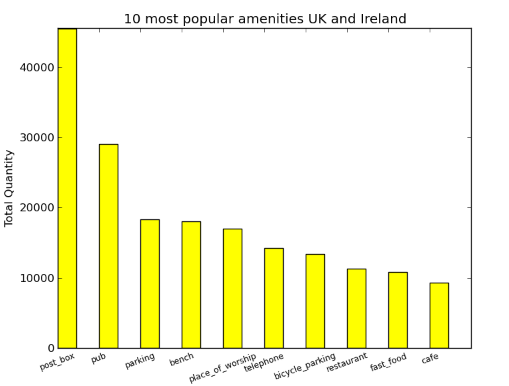 10 most popular amenities UK and Ireland
Total Quantity
40000
30000
20000
10000
0
post_box
pub
parking
bench
place_of_worship
telephone
bicycle_parking
restaurant
fast_food
cafe